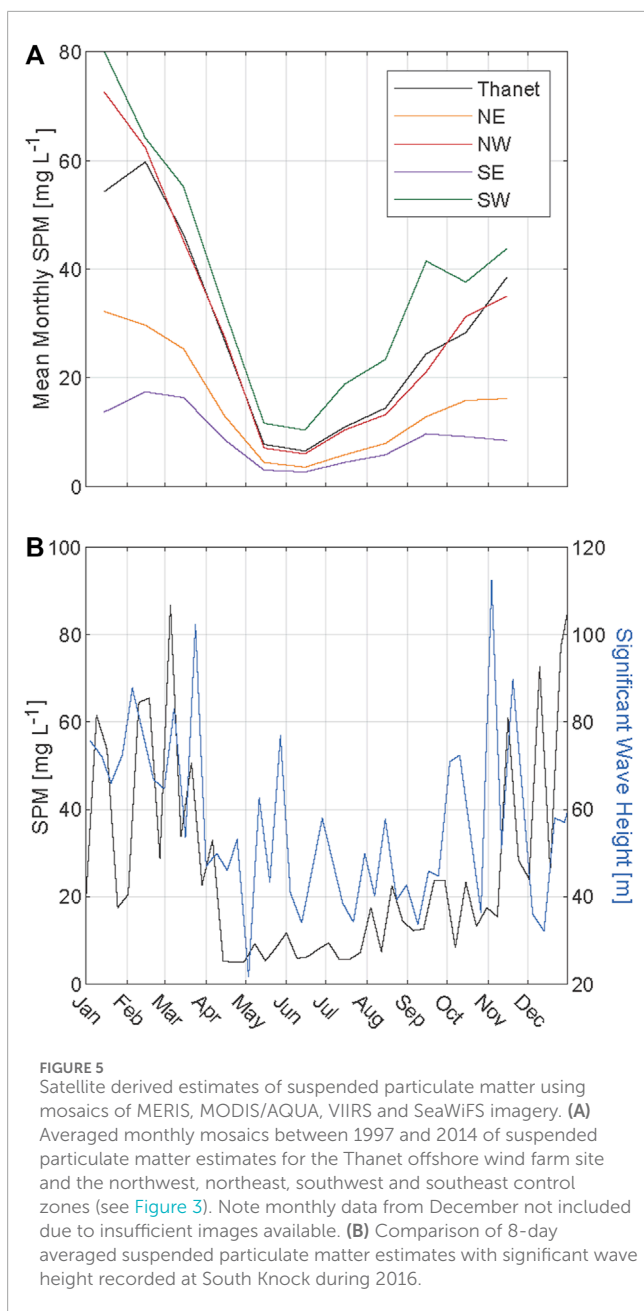 A
80
60
40
20
0
Mean Monthly SPM [mg L⁻¹]
Thanet
NE
NW
SE
SW
B
100
80
60
40
20
0
SPM [mg L⁻¹]
120
100
80
60
40
20
Significant Wave Height [m]
Jan
Feb
Mar
Apr
May
Jun
Jul
Aug
Sep
Oct
Nov
Dec
FIGURE 5
Satellite derived estimates of suspended particulate matter using
mosaics of MERIS, MODIS/AQUA, VIIRS and SeaWiFS imagery. (A)
Averaged monthly mosaics between 1997 and 2014 of suspended
particulate matter estimates for the Thanet offshore wind farm site
and the northwest, northeast, southwest and southeast control
zones (see Figure 3). Note monthly data from December not included
due to insufficient images available. (B) Comparison of 8-day
averaged suspended particulate matter estimates with significant wave
height recorded at South Knock during 2016.